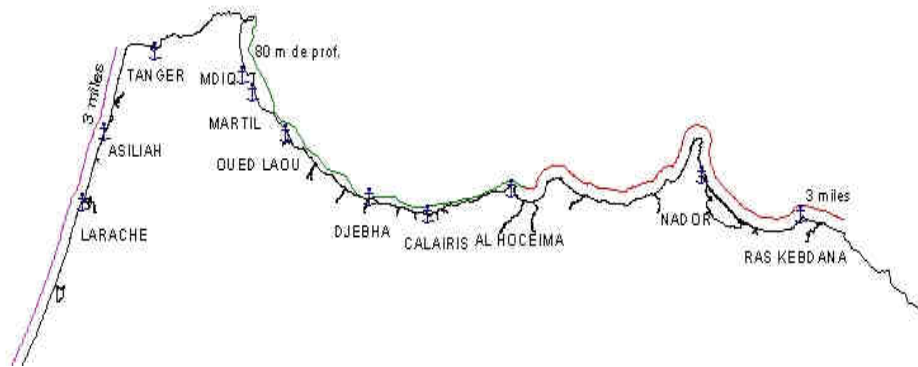 80 m de prof.
TANGER
3 miles
MDIQ
MARTIL
ASILIAH
OUED LAOU
3 miles
NADOR
LARACHE
DJEBHA
CALAIRIS
AL HOCEIMA
RAS KEBDANA